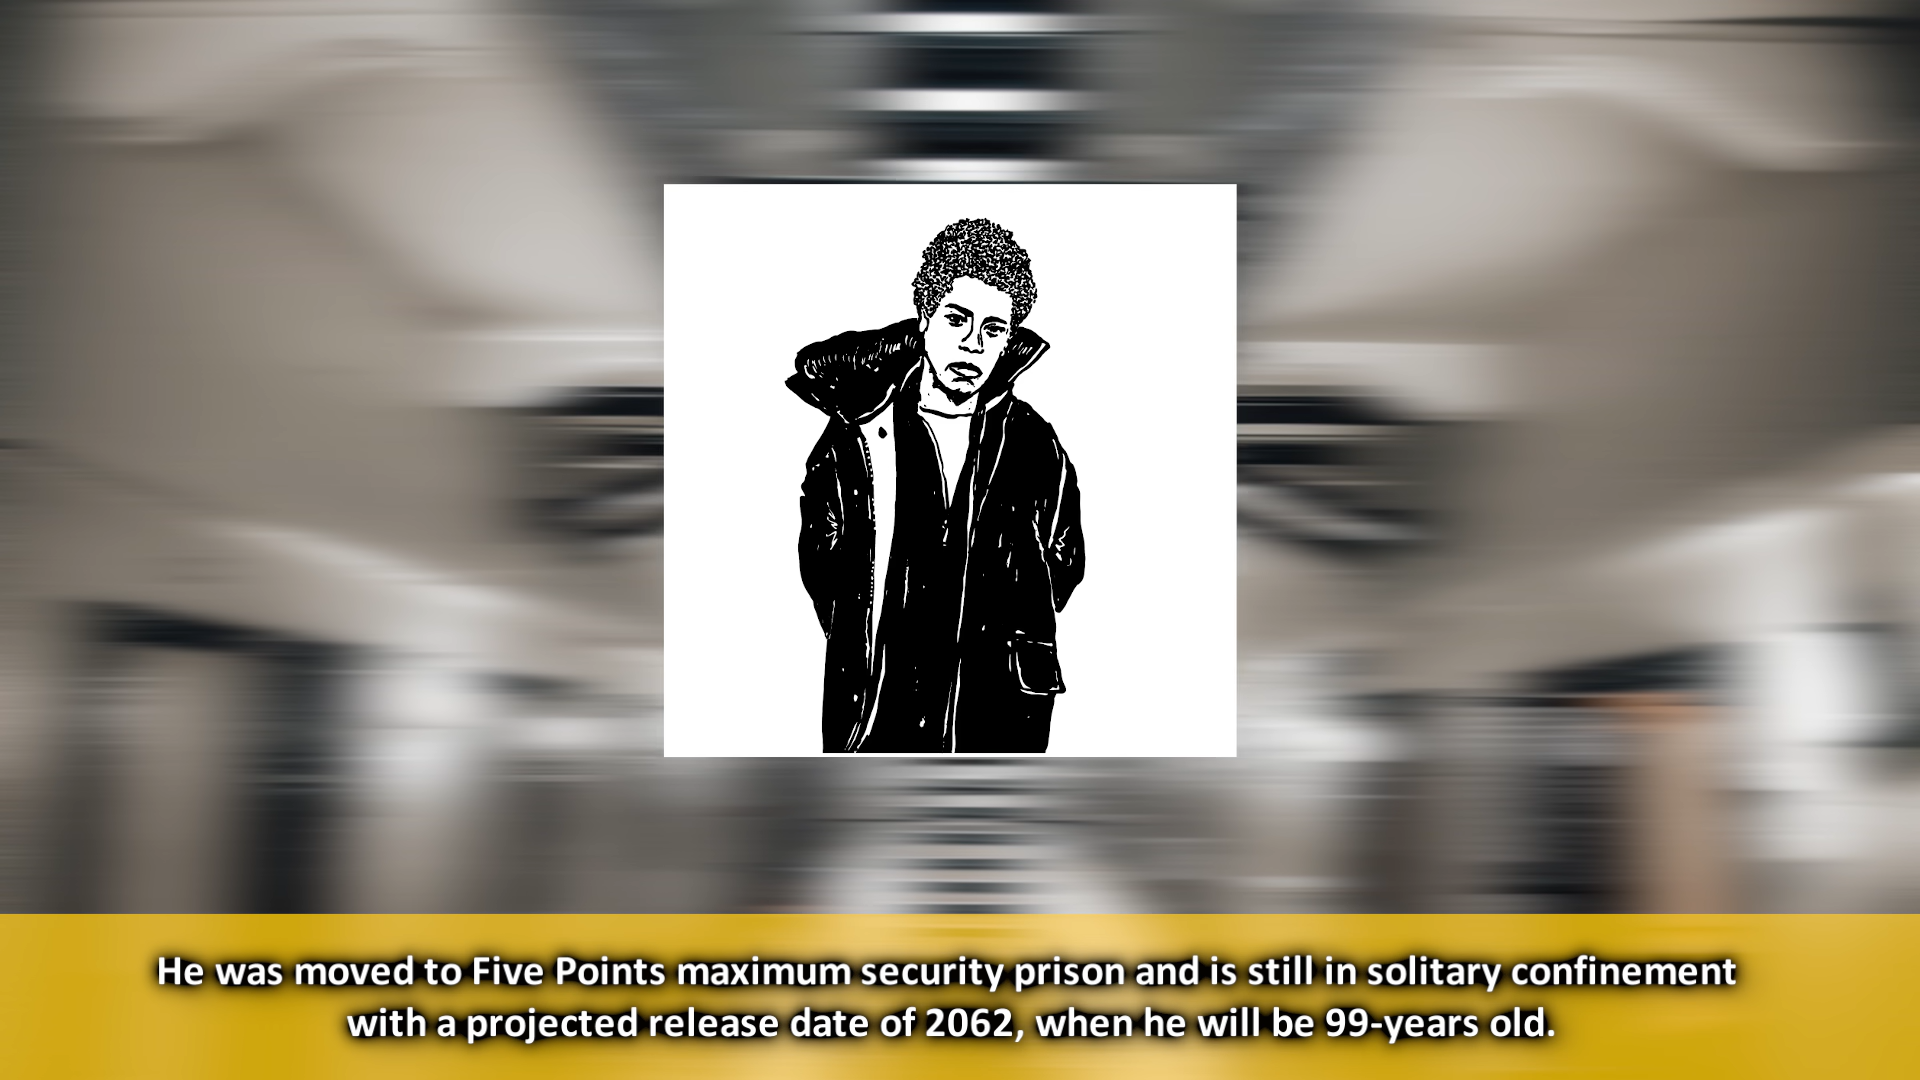 He was moved to Five Points maximum security prison and is still in solitary confinement
with a projected release date of 2062, when he will be 99-years old.